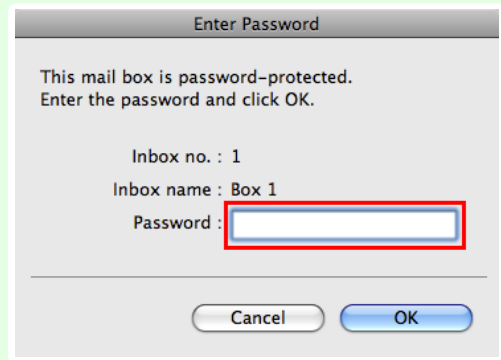 Enter Password
This mail box is password-protected.
Enter the password and click OK.
Inbox no. : 1
Inbox name : Box 1
Password :
Cancel
OK